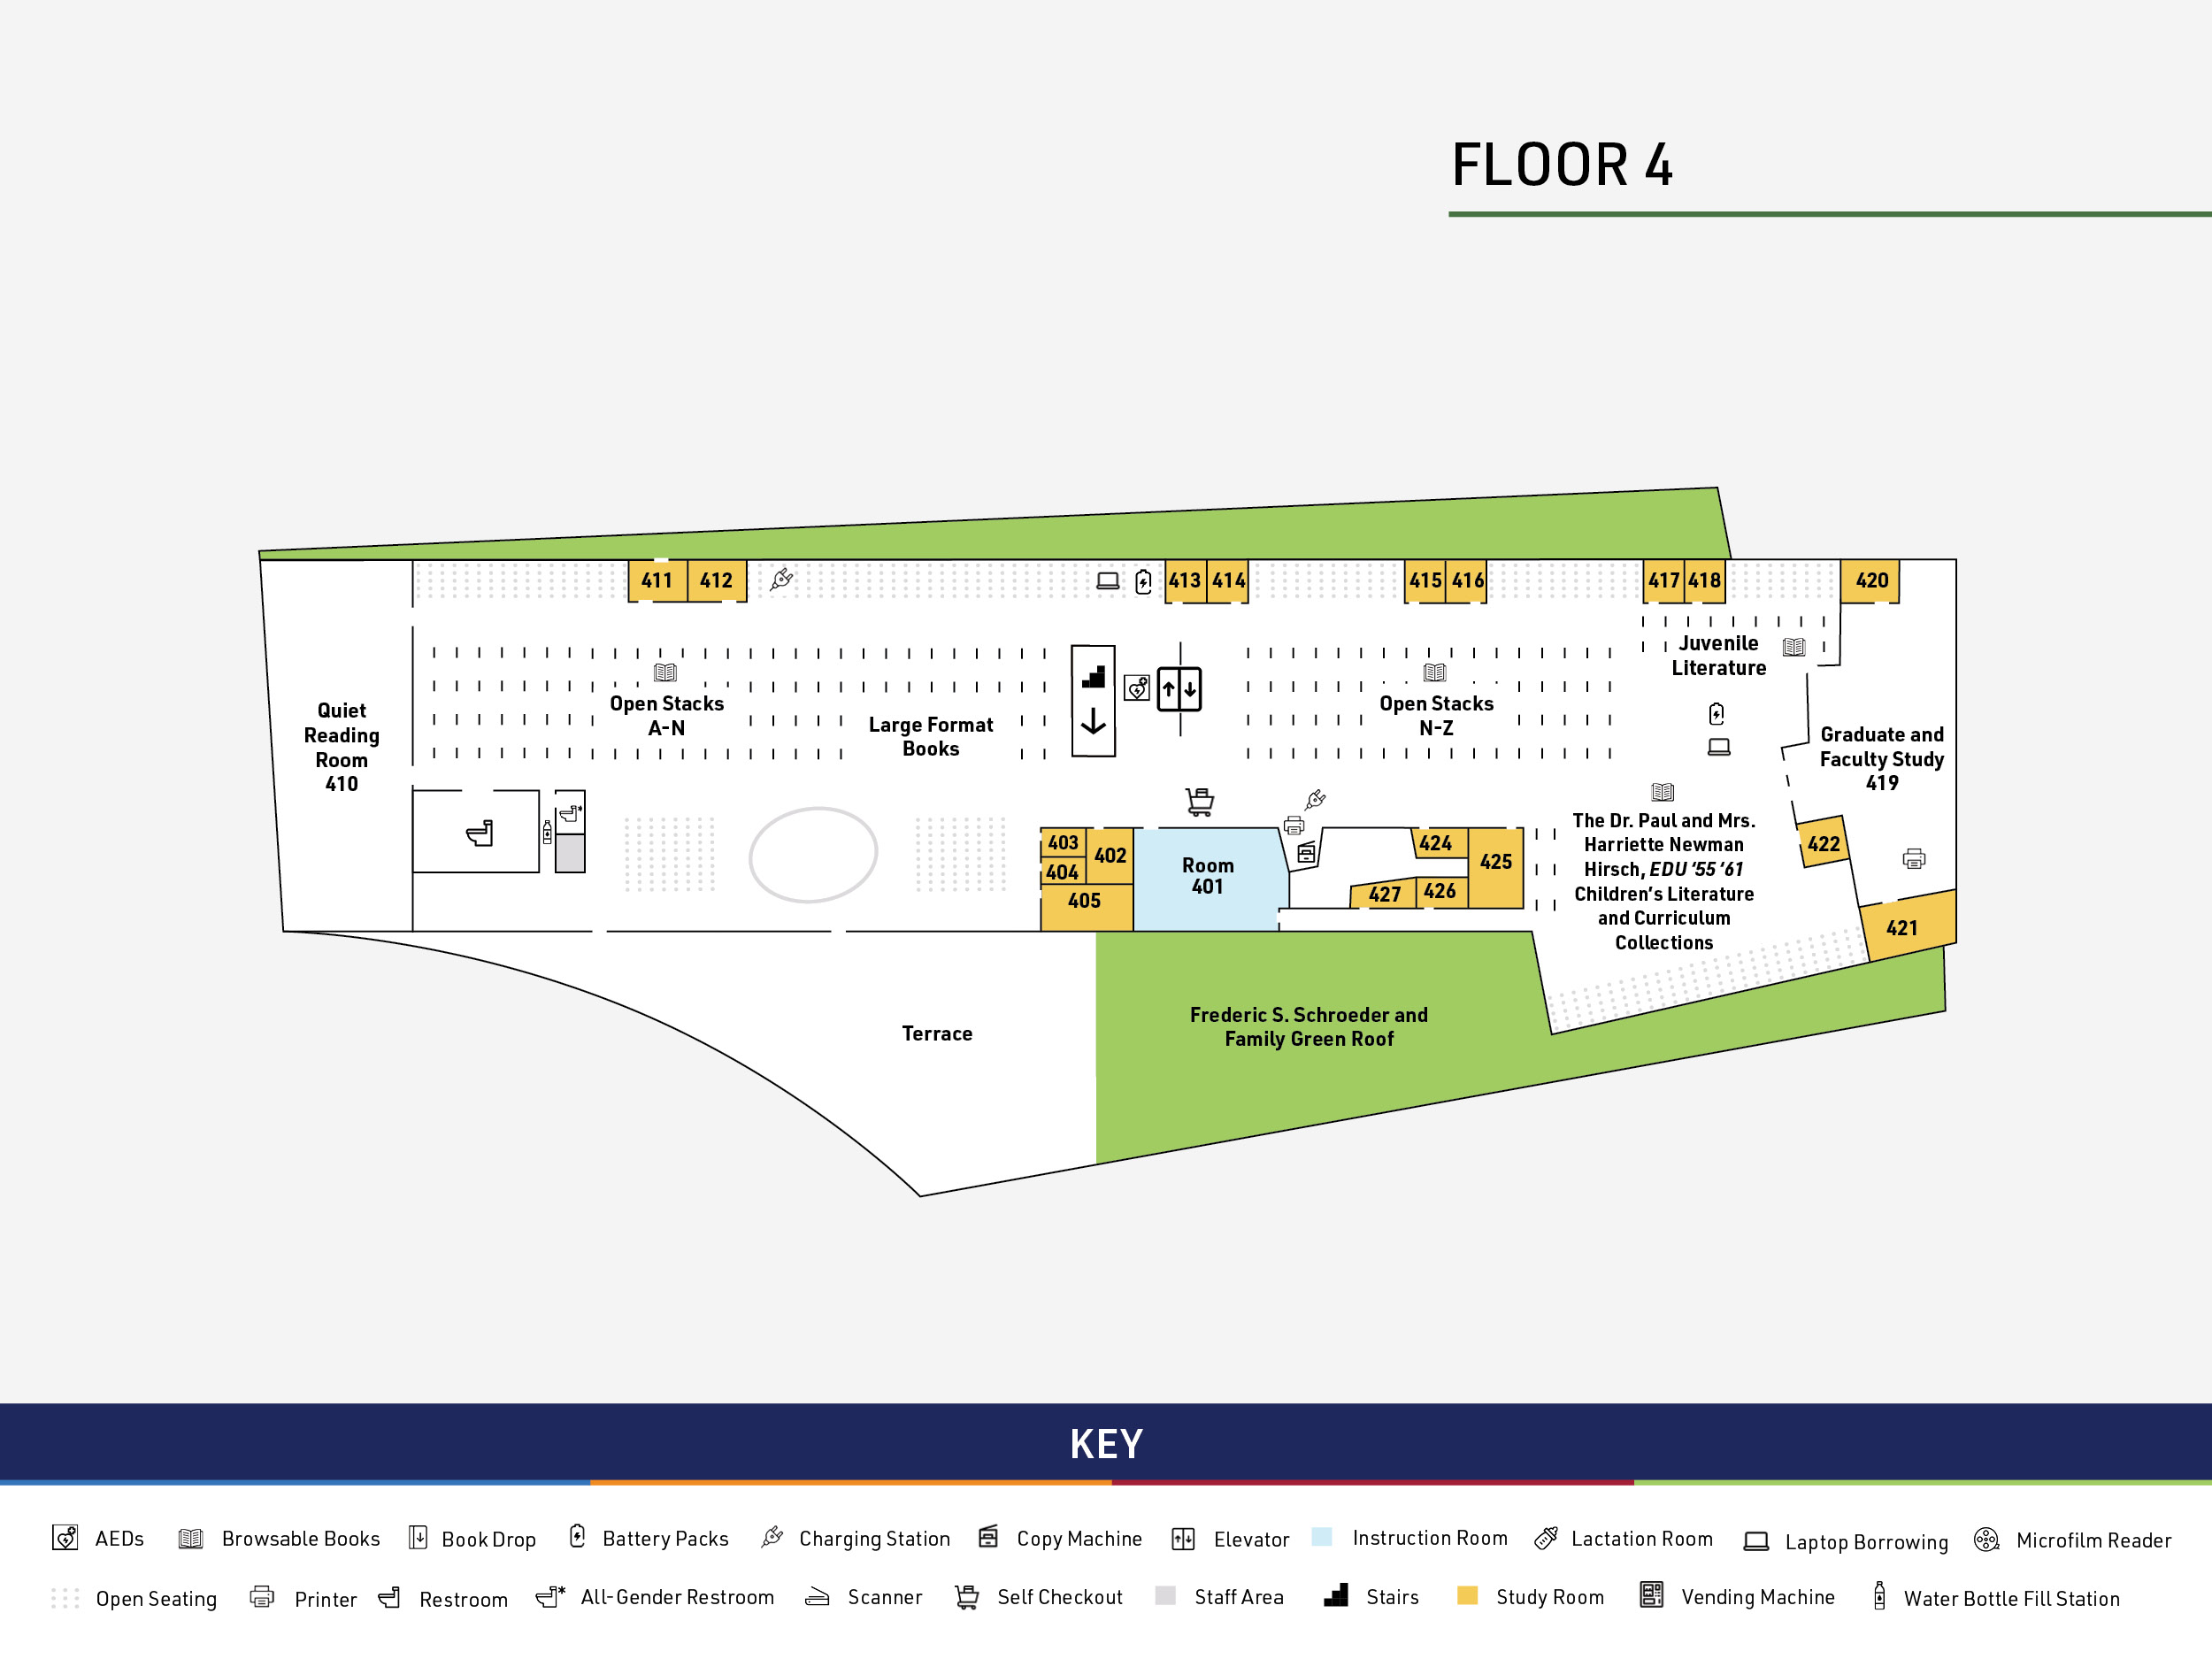 FLOOR 4
411
412
413
414
415
416
417
418
420
Juvenile
Literature
Quiet
Reading
Room
410
Open Stacks
A-N
Large Format
Books
Open Stacks
N-Z
Graduate and
Faculty Study
419
403
404
402
405
Room
401
424
425
427
426
The Dr. Paul and Mrs.
Harriette Newman
Hirsch, EDU ‘55 ‘61
Children’s Literature
and Curriculum
Collections
422
421
Terrace
Frederic S. Schroeder and
Family Green Roof
KEY
AEDs
Browsable Books
Book Drop
Battery Packs
Charging Station
Copy Machine
Elevator
Instruction Room
Lactation Room
Laptop Borrowing
Microfilm Reader
Open Seating
Printer
Restroom
* All-Gender Restroom
Scanner
Self Checkout
Staff Area
Stairs
Study Room
Vending Machine
Water Bottle Fill Station